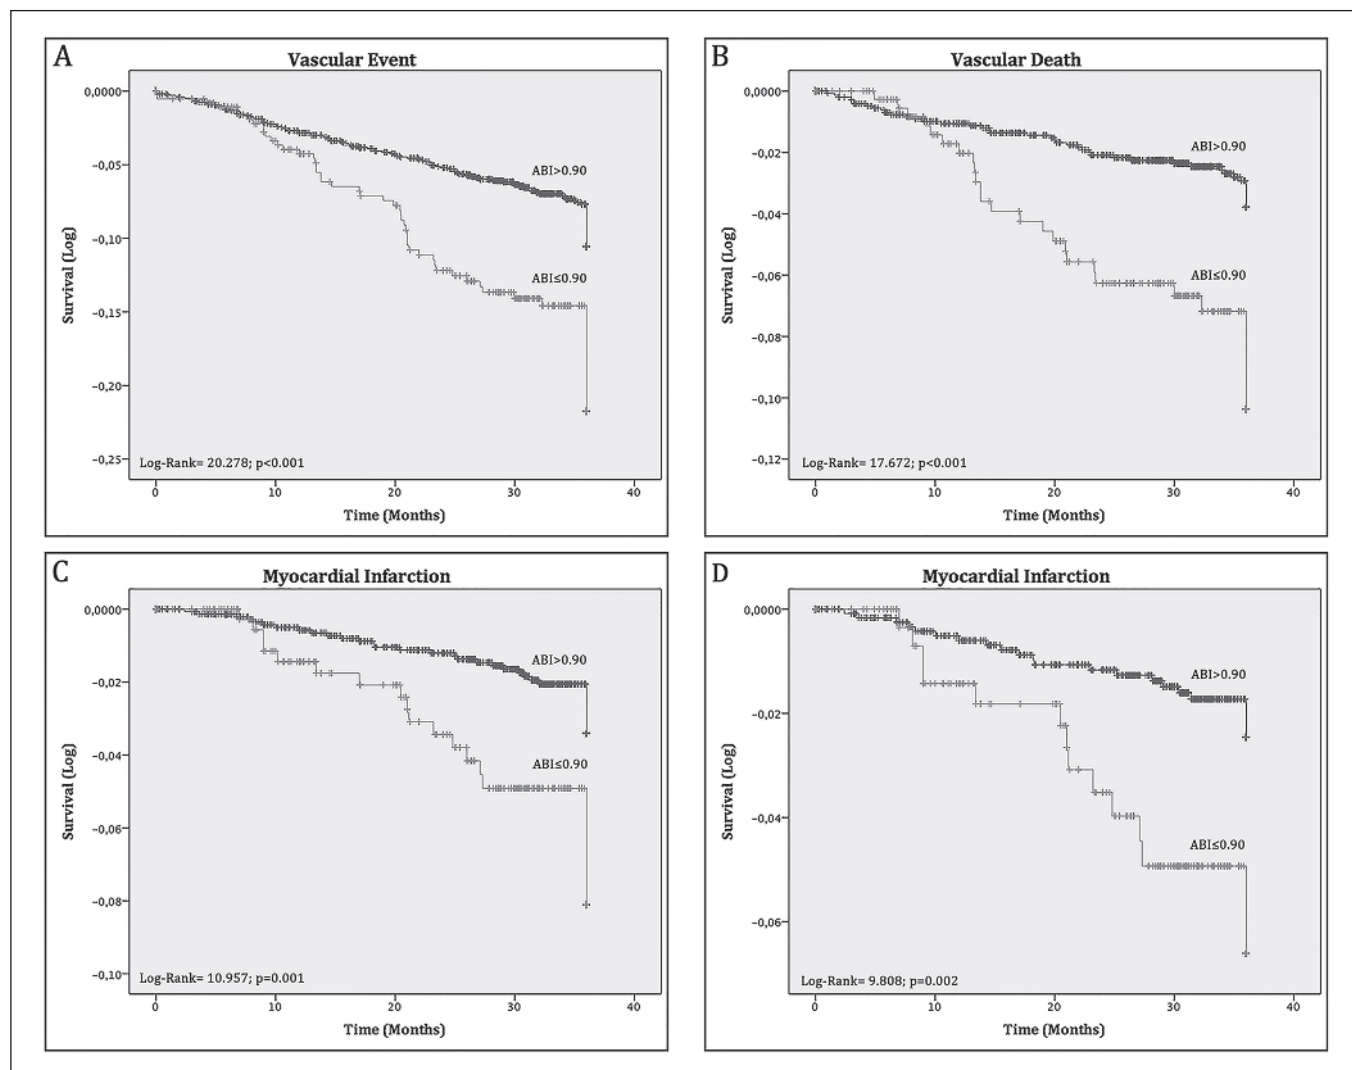 A
Vascular Event
0,0000
−0,05
−0,10
−0,15
−0,20
−0,25
Survival (Log)
ABI>0.90
ABI≤0.90
Log-Rank= 20.278; p<0.001
0 10 20 30 40
Time (Months)
B
Vascular Death
0,0000
−0,02
−0,04
−0,06
−0,08
−0,10
−0,12
Survival (Log)
ABI>0.90
ABI≤0.90
Log-Rank= 17.672; p<0.001
0 10 20 30 40
Time (Months)
C
Myocardial Infarction
0,0000
−0,02
−0,04
−0,06
−0,08
−0,10
Survival (Log)
ABI>0.90
ABI≤0.90
Log-Rank= 10.957; p=0.001
0 10 20 30 40
Time (Months)
D
Myocardial Infarction
0,0000
−0,02
−0,04
−0,06
Survival (Log)
ABI>0.90
ABI≤0.90
Log-Rank= 9.808; p=0.002
0 10 20 30 40
Time (Months)